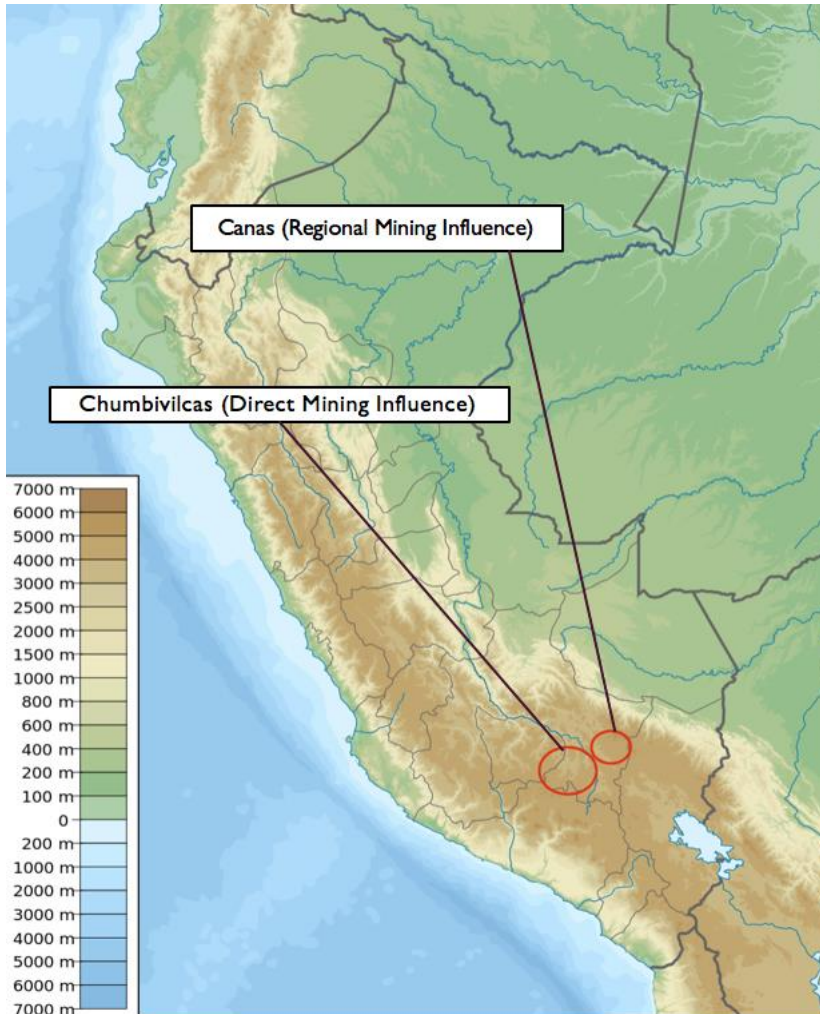 Canas (Regional Mining Influence)
Chumbivilcas (Direct Mining Influence)
7000 m
6000 m
5000 m
4000 m
3000 m
2500 m
2000 m
1500 m
1000 m
800 m
600 m
400 m
200 m
100 m
0
200 m
1000 m
2000 m
3000 m
4000 m
5000 m
6000 m
7000 m